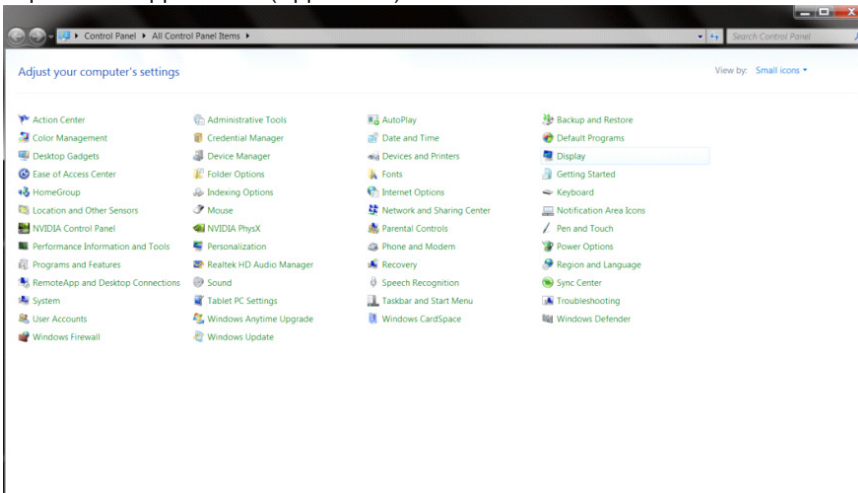 Control Panel ▸ All Control Panel Items ▸ Search Control Panel
Adjust your computer's settings View by: Small icons
Action Center Administrative Tools AutoPlay Backup and Restore
Color Management Credential Manager Date and Time Default Programs
Desktop Gadgets Device Manager Devices and Printers Display
Ease of Access Center Folder Options Fonts Getting Started
HomeGroup Indexing Options Internet Options Keyboard
Location and Other Sensors Mouse Network and Sharing Center Notification Area Icons
NVIDIA Control Panel NVIDIA PhysX Parental Controls Pen and Touch
Performance Information and Tools Personalization Phone and Modem Power Options
Programs and Features Realtek HD Audio Manager Recovery Region and Language
RemoteApp and Desktop Connections Sound Speech Recognition Sync Center
System Tablet PC Settings Taskbar and Start Menu Troubleshooting
User Accounts Windows Anytime Upgrade Windows CardSpace Windows Defender
Windows Firewall Windows Update